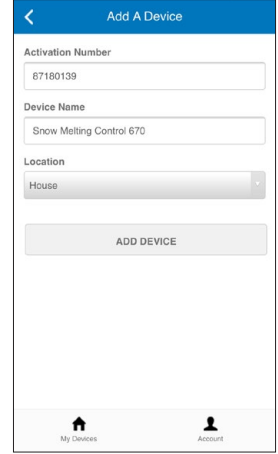 Add A Device
Activation Number
87180139
Device Name
Snow Melting Control 670
Location
House
ADD DEVICE
My Devices
Account